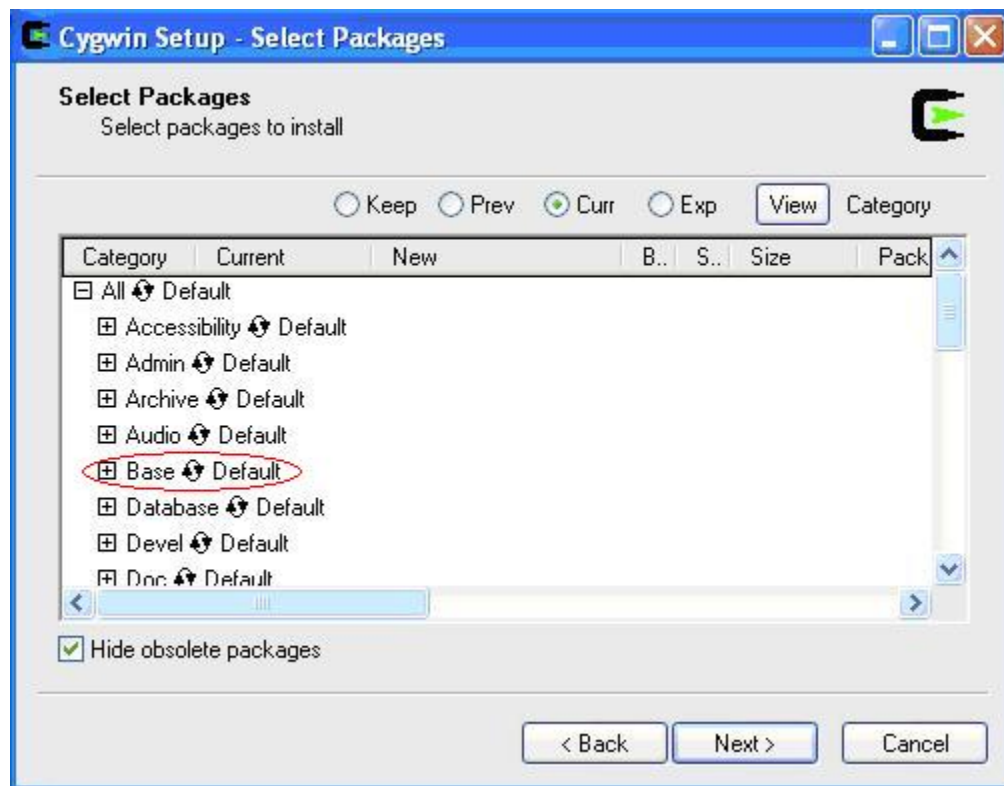 Cygwin Setup - Select Packages
Select Packages
Select packages to install
Keep Prev Curr Exp View Category
Category Current New B.. S.. Size Pack
All Default
Accessibility Default
Admin Default
Archive Default
Audio Default
Base Default
Database Default
Devel Default
Doc Default
Hide obsolete packages
< Back Next > Cancel